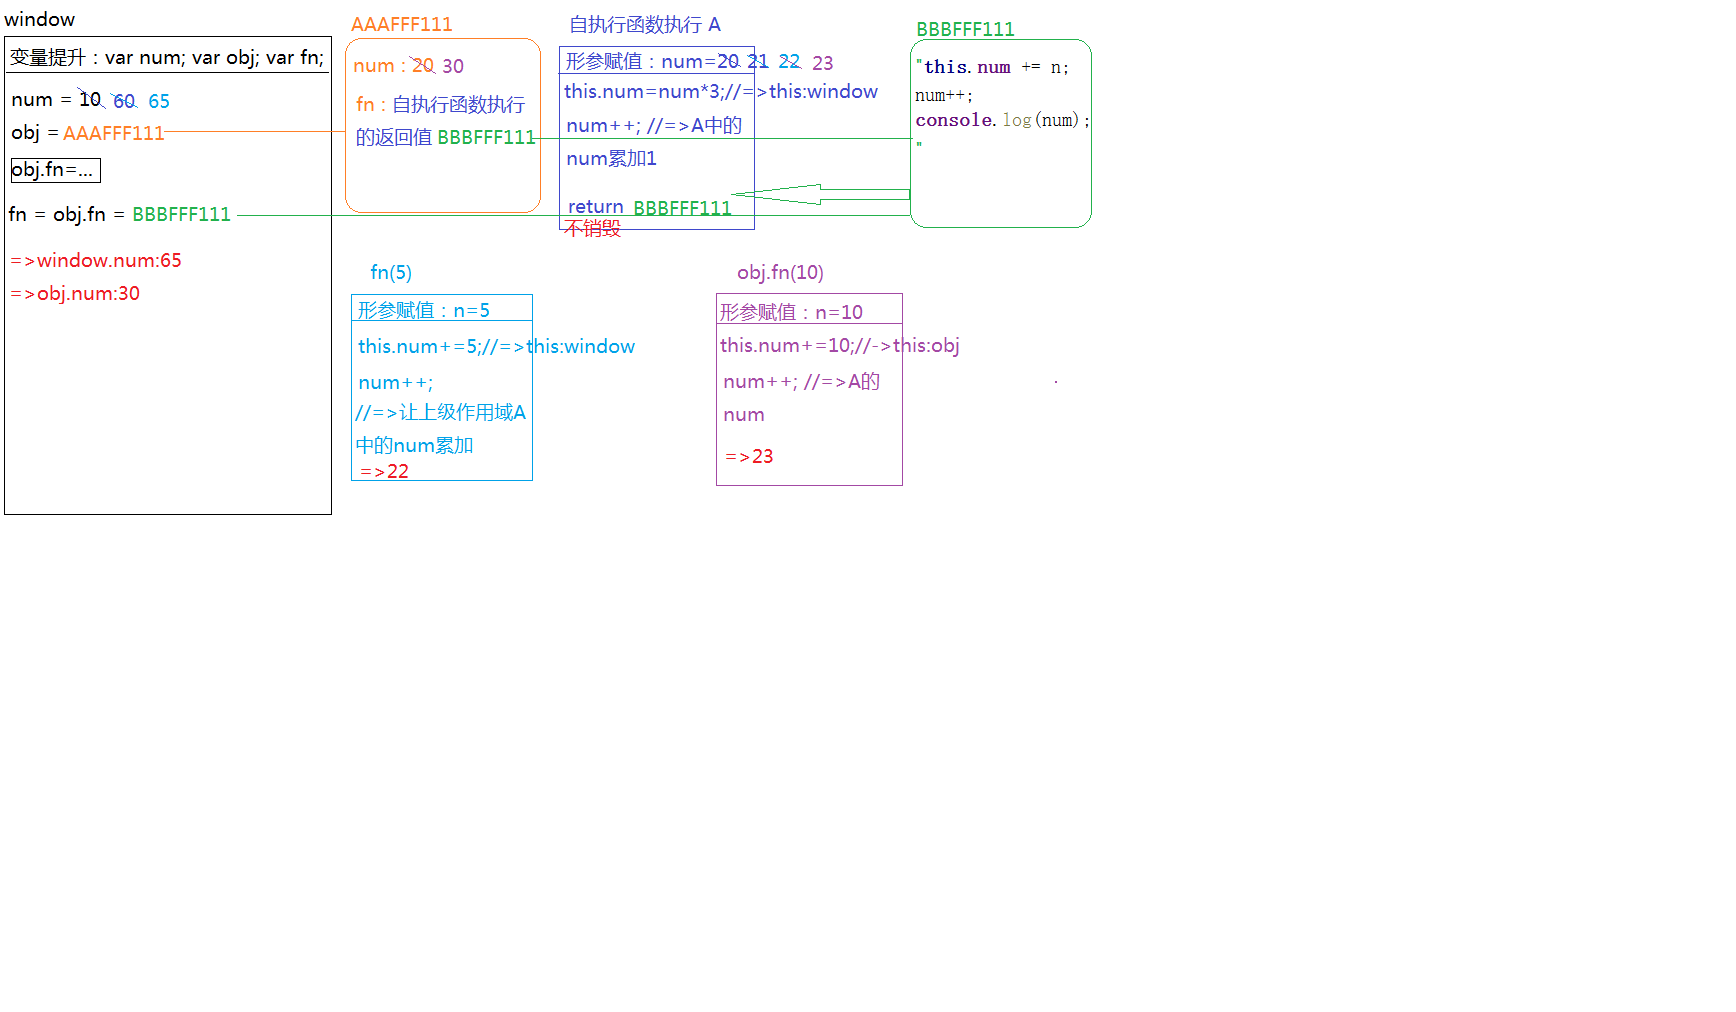 window
变量提升：var num; var obj; var fn;
num = 10 60 65
obj = AAAFFF111
obj.fn=...
fn = obj.fn = BBBFFF111
=>window.num:65
=>obj.num:30
AAAFFF111
num : 20 30
fn : 自执行函数执行
的返回值 BBBFFF111
自执行函数执行 A
形参赋值：num=20 21 22 23
this.num=num*3;//=>this:window
num++; //=>A中的
num累加1
return BBBFFF111
不销毁
BBBFFF111
"this.num += n;
num++;
console.log(num);
"
fn(5)
形参赋值：n=5
this.num+=5;//=>this:window
num++;
//=>让上级作用域A
中的num累加
=>22
obj.fn(10)
形参赋值：n=10
this.num+=10;//->this:obj
num++; //=>A的
num
=>23